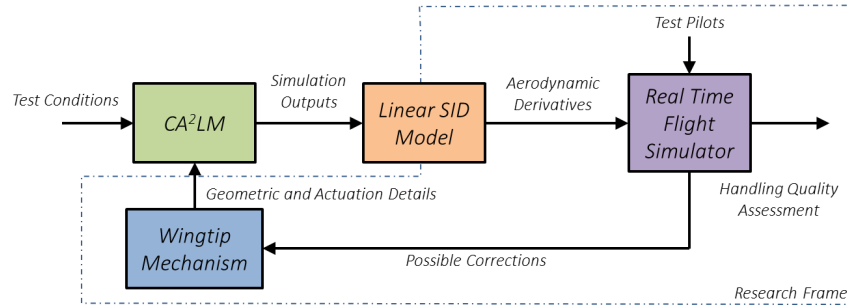 Test Pilots
Test Conditions
CA²LM
Simulation
Outputs
Linear SID
Model
Aerodynamic
Derivatives
Real Time
Flight
Simulator
Handling Quality
Assessment
Geometric and Actuation Details
Wingtip
Mechanism
Possible Corrections
Research Frame